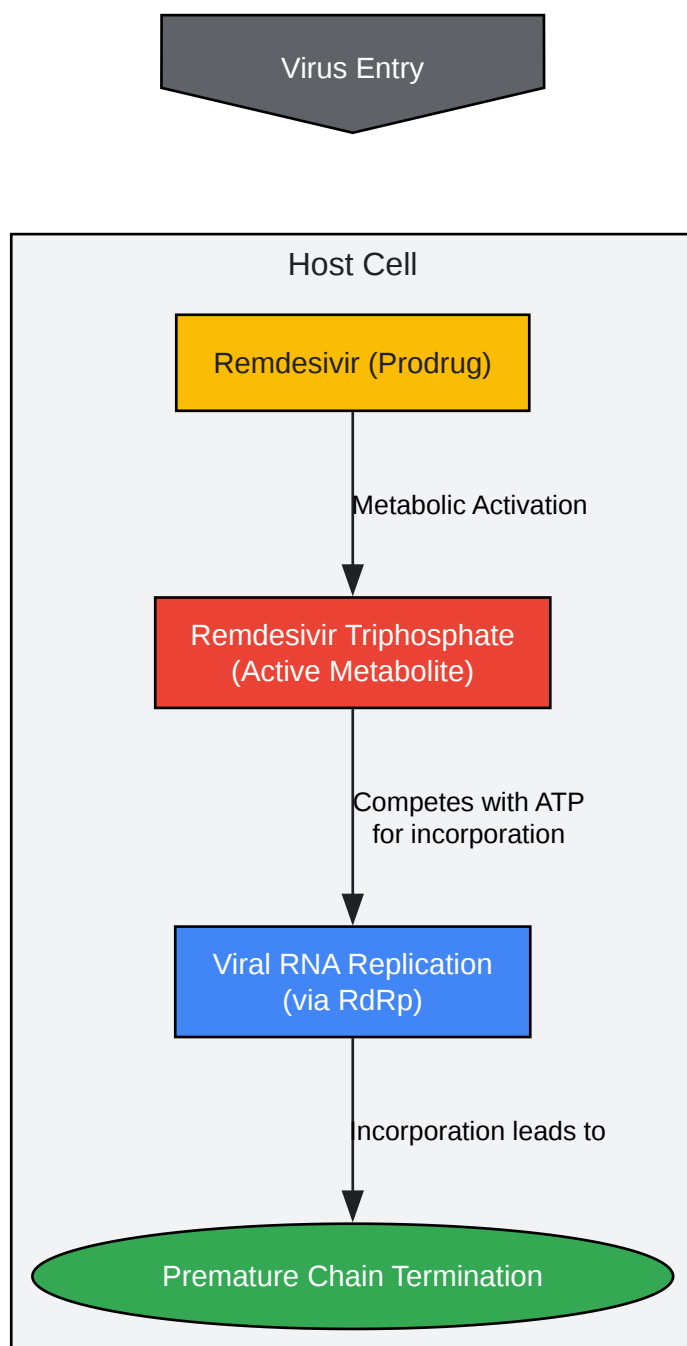 Virus Entry
Host Cell
Remdesivir (Prodrug)
Metabolic Activation
Remdesivir Triphosphate
(Active Metabolite)
Competes with ATP
for incorporation
Viral RNA Replication
(via RdRp)
Incorporation leads to
Premature Chain Termination